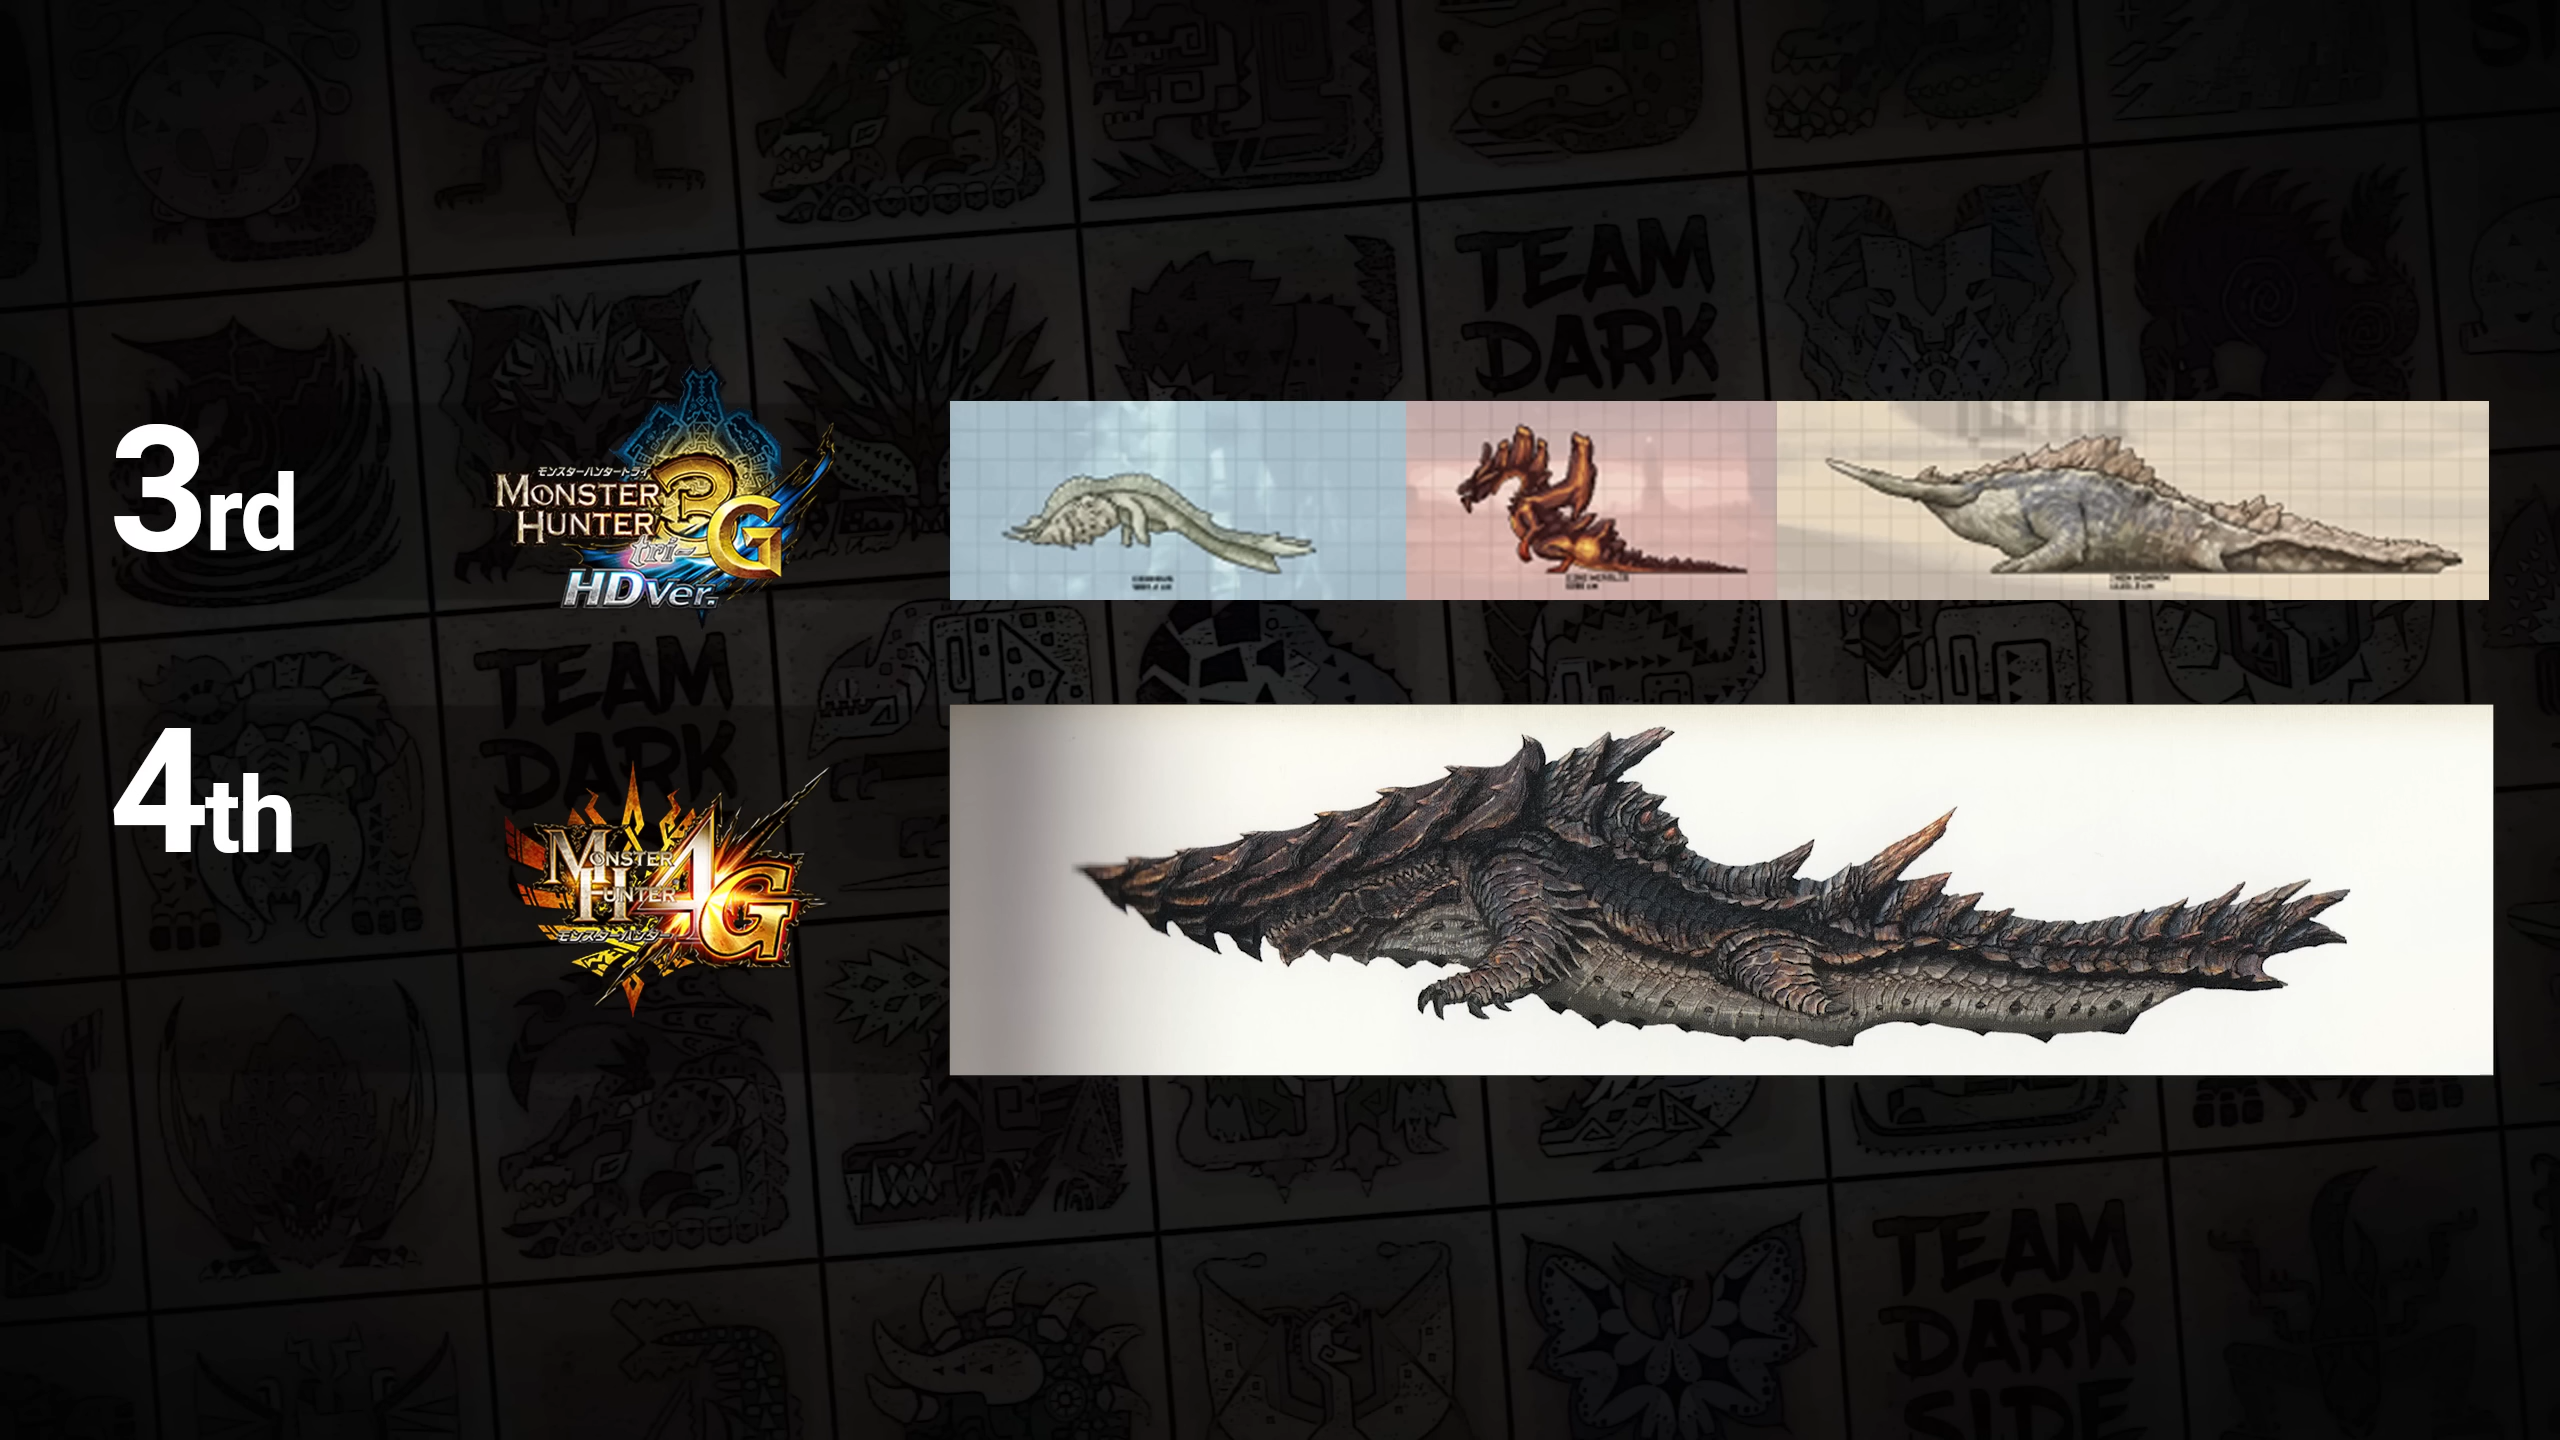 TEAM
DARK
3rd
モンスターハンタートライ
MONSTER
HUNTER
3G
tri-
HDver.
TEAM
DARK
4th
MONSTER
HUNTER
4G
モンスターハンター
TEAM
DARK
SIDE